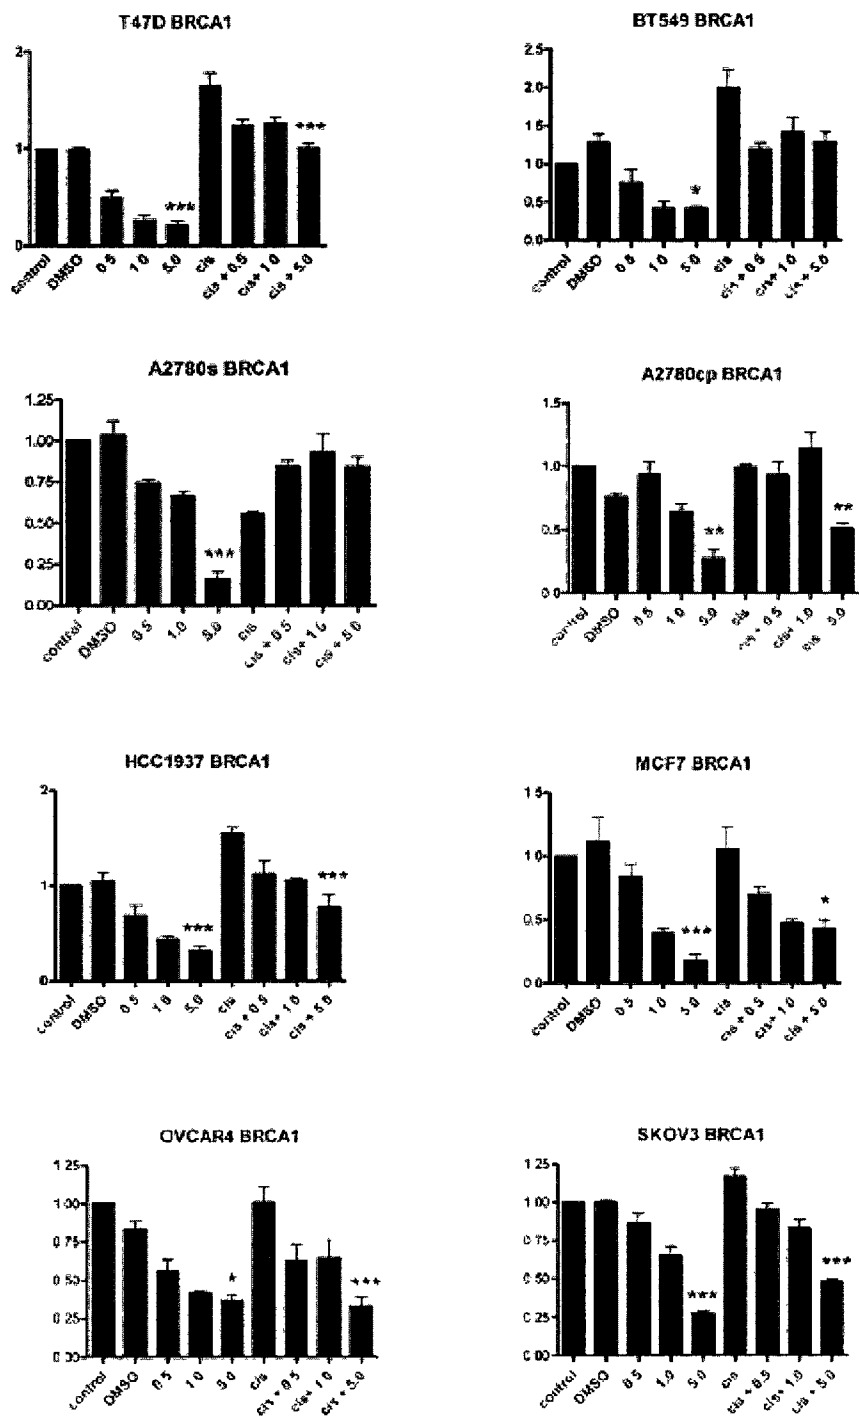 T47D BRCA1
2
1
0
***
***
control
DMSO
0.5
1.0
5.0
cis
cis + 0.5
cis+ 1.0
cis + 5.0
BT549 BRCA1
2.5
2.0
1.5
1.0
0.5
0.0
*
control
DMSO
0.5
1.0
5.0
cis
cis + 0.5
cis+ 1.0
cis + 5.0
A2780s BRCA1
1.25
1.00
0.75
0.50
0.25
0.00
***
control
DMSO
0.5
1.0
5.0
cis
cis + 0.5
cis+ 1.0
cis + 5.0
A2780cp BRCA1
1.5
1.0
0.5
0.0
**
**
control
DMSO
0.5
1.0
5.0
cis
cis + 0.5
cis+ 1.0
cis 5.0
HCC1937 BRCA1
2
1
0
***
***
control
DMSO
0.5
1.0
5.0
cis
cis + 0.5
cis+ 1.0
cis + 5.0
MCF7 BRCA1
1.5
1.0
0.5
0.0
***
*
control
DMSO
0.5
1.0
5.0
cis
cis + 0.5
cis+ 1.0
cis + 5.0
OVCAR4 BRCA1
1.25
1.00
0.75
0.50
0.25
0.00
*
***
control
DMSO
0.5
1.0
5.0
cis
cis + 0.5
cis+ 1.0
cis + 5.0
SKOV3 BRCA1
1.25
1.00
0.75
0.50
0.25
0.00
***
***
control
DMSO
0.5
1.0
5.0
cis
cis + 0.5
cis+ 1.0
cis + 5.0